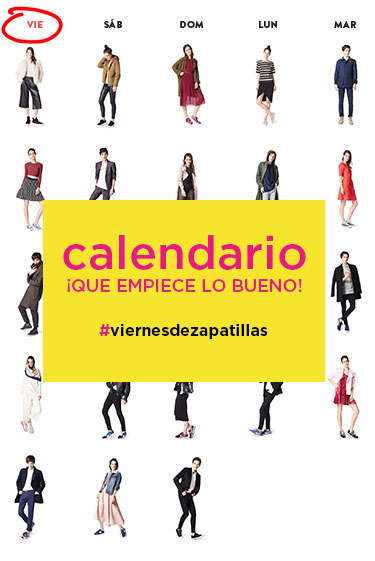 VIE SÁB DOM LUN MAR
calendario
¡QUE EMPIECE LO BUENO!
#viernesdezapatillas